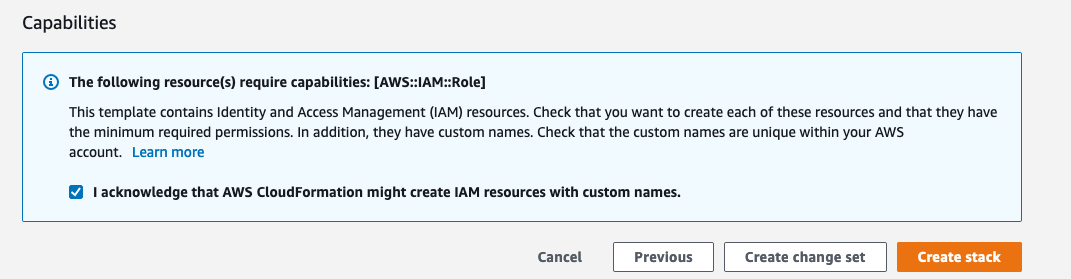 Capabilities
The following resource(s) require capabilities: [AWS::IAM::Role]
This template contains Identity and Access Management (IAM) resources. Check that you want to create each of these resources and that they have
the minimum required permissions. In addition, they have custom names. Check that the custom names are unique within your AWS
account. Learn more
I acknowledge that AWS CloudFormation might create IAM resources with custom names.
Cancel Previous Create change set Create stack